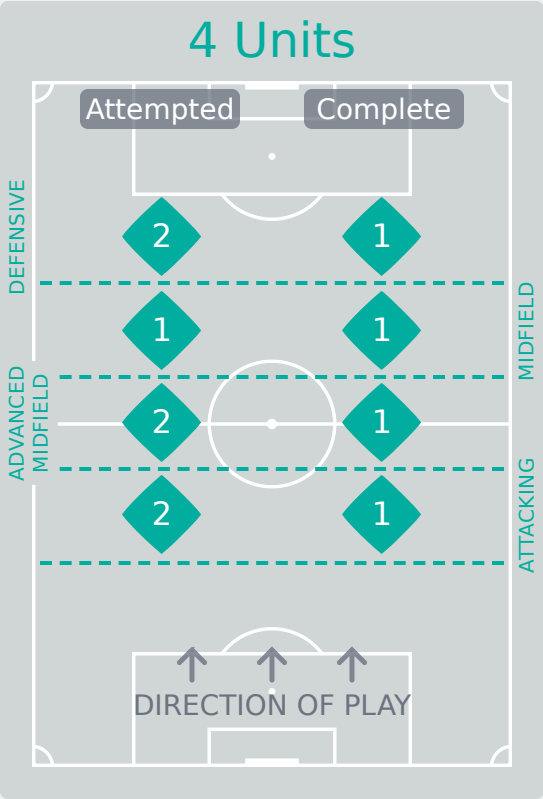 4 Units
Attempted Complete
DEFENSIVE
2 1
MIDFIELD
1 1
ADVANCED
MIDFIELD
2 1
ATTACKING
2 1
DIRECTION OF PLAY